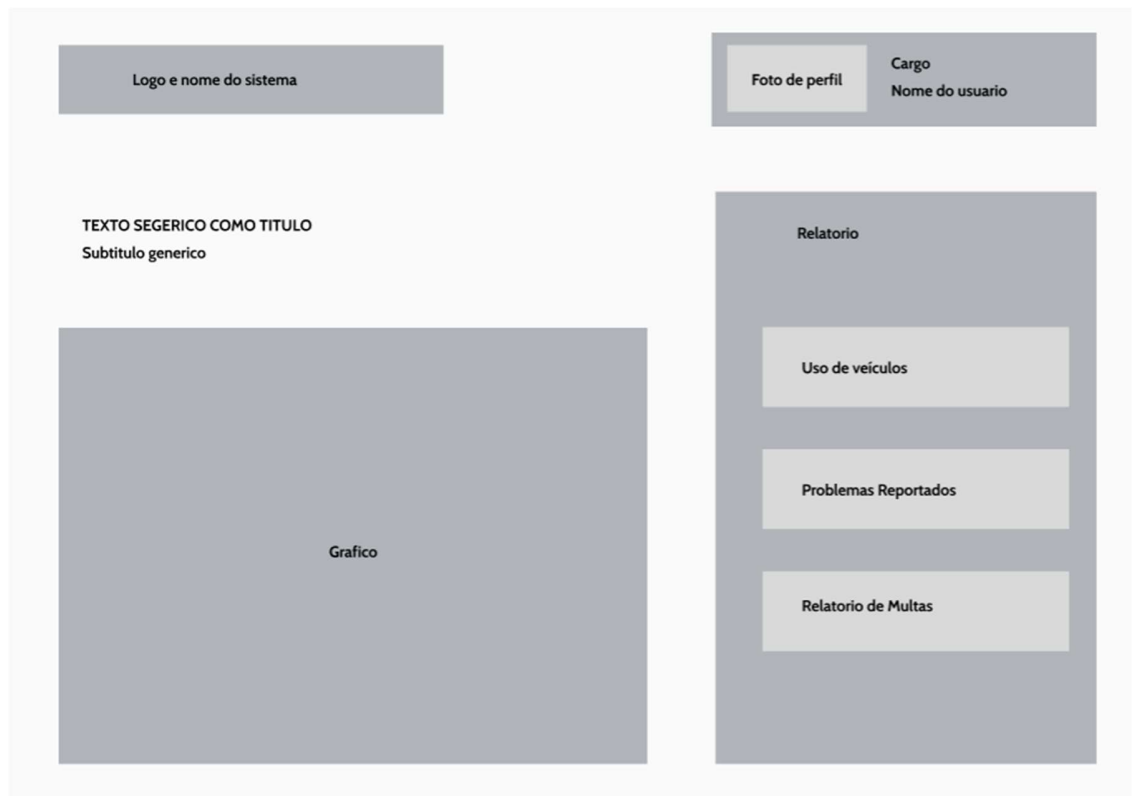 Logo e nome do sistema
Foto de perfil
Cargo
Nome do usuario
TEXTO SEGERICO COMO TITULO
Subtitulo generico
Grafico
Relatorio
Uso de veículos
Problemas Reportados
Relatorio de Multas